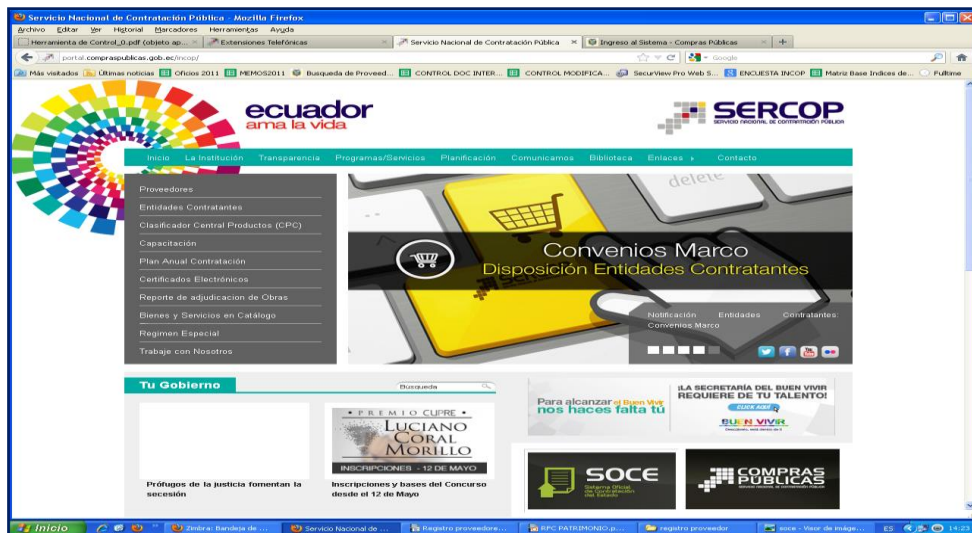 Servicio Nacional de Contratación Pública - Mozilla Firefox
Archivo Editar Ver Historial Marcadores Herramientas Ayuda
Herramienta de Control_0.pdf (objeto ap...
Extensiones Telefónicas
Servicio Nacional de Contratación Pública
Ingreso al Sistema - Compras Públicas
portal.compraspublicas.gob.ec/incop/
Google
Más visitados Últimas noticias Oficios 2011 MEMOS2011 Busqueda de Proveed... CONTROL DOC INTER... CONTROL MODIFICA... SecurView Pro Web S... ENCUESTA INCOP Matriz Base Indices de... Fulltime
ecuador
ama la vida
SERCOP
SERVICIO NACIONAL DE CONTRATACIÓN PÚBLICA
Inicio La Institución Transparencia Programas/Servicios Planificación Comunicamos Biblioteca Enlaces Contacto
Proveedores
Entidades Contratantes
Clasificador Central Productos (CPC)
Capacitación
Plan Anual Contratación
Certificados Electrónicos
Reporte de adjudicacion de Obras
Bienes y Servicios en Catálogo
Regimen Especial
Trabaje con Nosotros
delete
Convenios Marco
Disposición Entidades Contratantes
Notificación Entidades Contratantes:
Convenios Marco
Tu Gobierno
Búsqueda
• PREMIO CUPRE •
LUCIANO
CORAL
MORILLO
INSCRIPCIONES - 12 DE MAYO
Prófugos de la justicia fomentan la
secesión
Inscripciones y bases del Concurso
desde el 12 de Mayo
Para alcanzar el Buen Vivir
nos haces falta tú
¡LA SECRETARÍA DEL BUEN VIVIR
REQUIERE DE TU TALENTO!
CLICK AQUÍ
BUEN VIVIR
SOCE
Sistema Oficial
de Contratación
del Estado
COMPRAS
PÚBLICAS
Inicio
Zimbra: Bandeja de ...
Servicio Nacional de ...
Registro proveedore...
RPC PATRIMONIO.p...
registro proveedor
soce - Visor de imáge...
ES
14:23